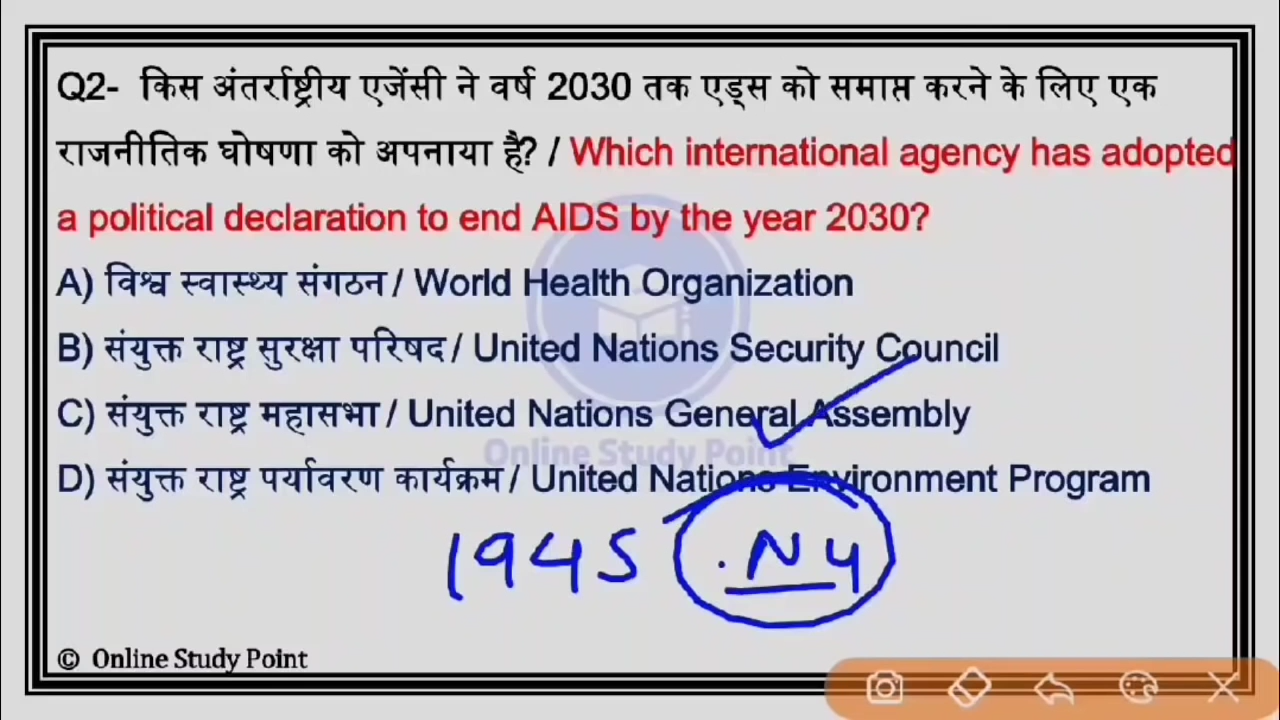 Q2- किस अंतर्राष्ट्रीय एजेंसी ने वर्ष 2030 तक एड्स को समाप्त करने के लिए एक
राजनीतिक घोषणा को अपनाया है? / Which international agency has adopted
a political declaration to end AIDS by the year 2030?
A) विश्व स्वास्थ्य संगठन / World Health Organization
B) संयुक्त राष्ट्र सुरक्षा परिषद / United Nations Security Council
C) संयुक्त राष्ट्र महासभा / United Nations General Assembly
Online Study Point
D) संयुक्त राष्ट्र पर्यावरण कार्यक्रम / United Nations Environment Program
1945 .Ny
© Online Study Point